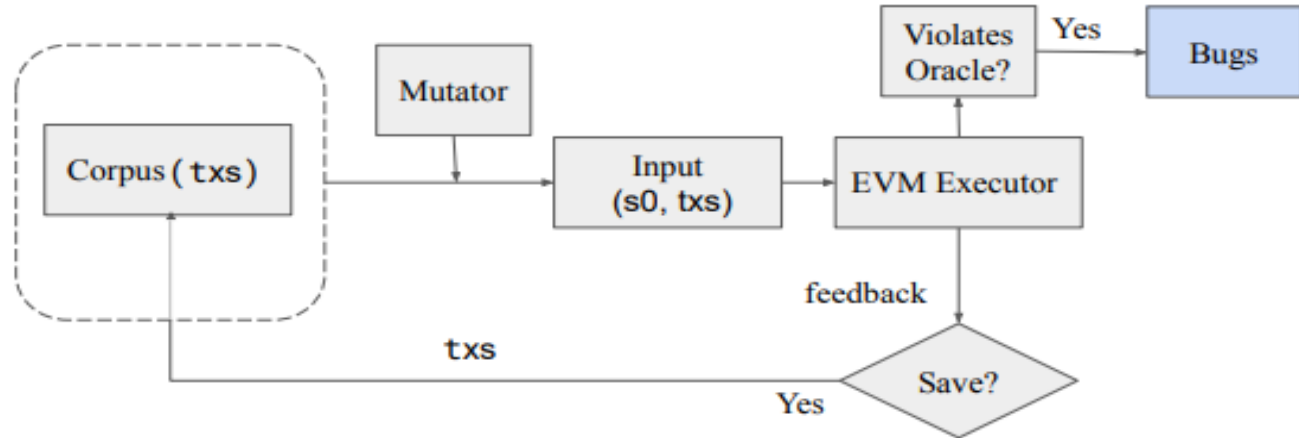 Violates
Oracle?
Yes
Bugs
Mutator
Corpus(txs)
Input
(s0, txs)
EVM Executor
feedback
txs
Yes
Save?